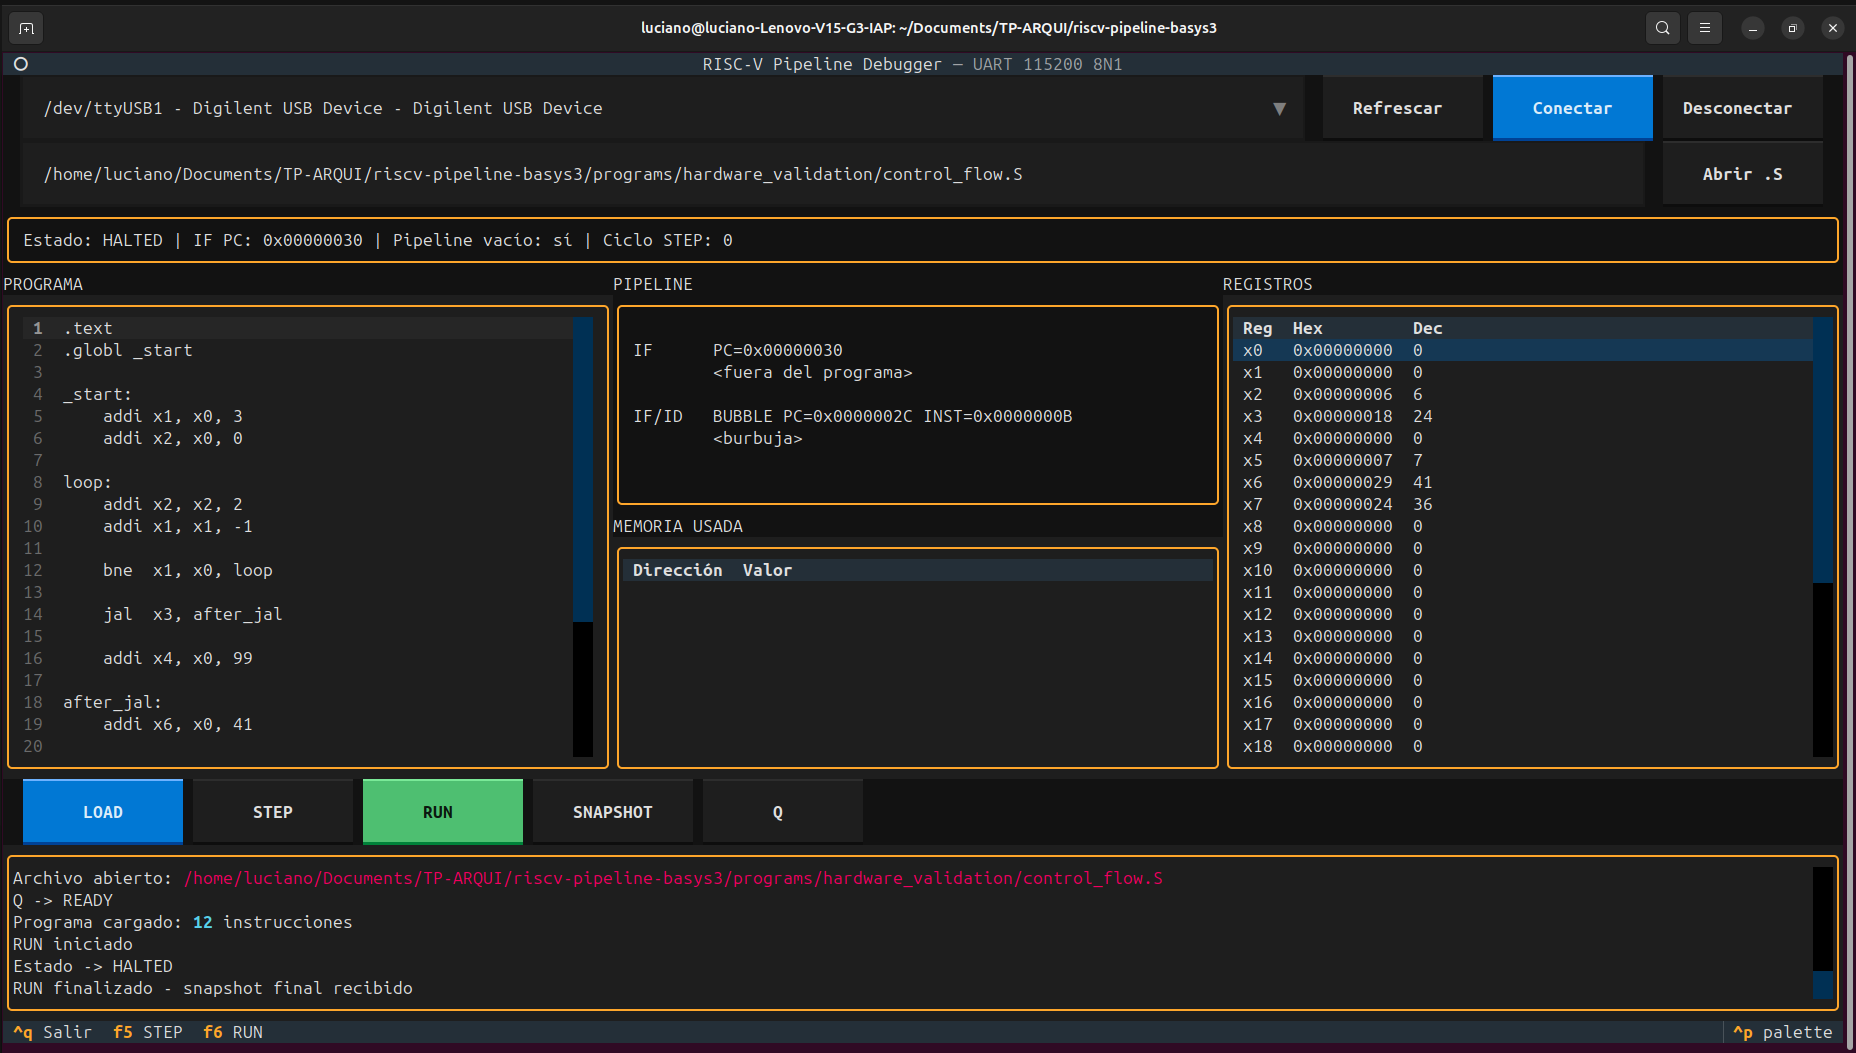 luciano@luciano-Lenovo-V15-G3-IAP: ~/Documents/TP-ARQUI/riscv-pipeline-basys3
RISC-V Pipeline Debugger — UART 115200 8N1
/dev/ttyUSB1 - Digilent USB Device - Digilent USB Device ▼ Refrescar Conectar Desconectar
/home/luciano/Documents/TP-ARQUI/riscv-pipeline-basys3/programs/hardware_validation/control_flow.S Abrir .S
Estado: HALTED | IF PC: 0x00000030 | Pipeline vacío: sí | Ciclo STEP: 0
PROGRAMA
1 .text
2 .globl _start
3
4 _start:
5 addi x1, x0, 3
6 addi x2, x0, 0
7
8 loop:
9 addi x2, x2, 2
10 addi x1, x1, -1
11
12 bne  x1, x0, loop
13
14 jal  x3, after_jal
15
16 addi x4, x0, 99
17
18 after_jal:
19 addi x6, x0, 41
20
PIPELINE
IF PC=0x00000030
<fuera del programa>
IF/ID BUBBLE PC=0x0000002C INST=0x0000000B
<burbuja>
MEMORIA USADA
Dirección Valor
REGISTROS
Reg Hex Dec
x0 0x00000000 0
x1 0x00000000 0
x2 0x00000006 6
x3 0x00000018 24
x4 0x00000000 0
x5 0x00000007 7
x6 0x00000029 41
x7 0x00000024 36
x8 0x00000000 0
x9 0x00000000 0
x10 0x00000000 0
x11 0x00000000 0
x12 0x00000000 0
x13 0x00000000 0
x14 0x00000000 0
x15 0x00000000 0
x16 0x00000000 0
x17 0x00000000 0
x18 0x00000000 0
LOAD STEP RUN SNAPSHOT Q
Archivo abierto: /home/luciano/Documents/TP-ARQUI/riscv-pipeline-basys3/programs/hardware_validation/control_flow.S
Q -> READY
Programa cargado: 12 instrucciones
RUN iniciado
Estado -> HALTED
RUN finalizado - snapshot final recibido
^q Salir f5 STEP f6 RUN ^p palette